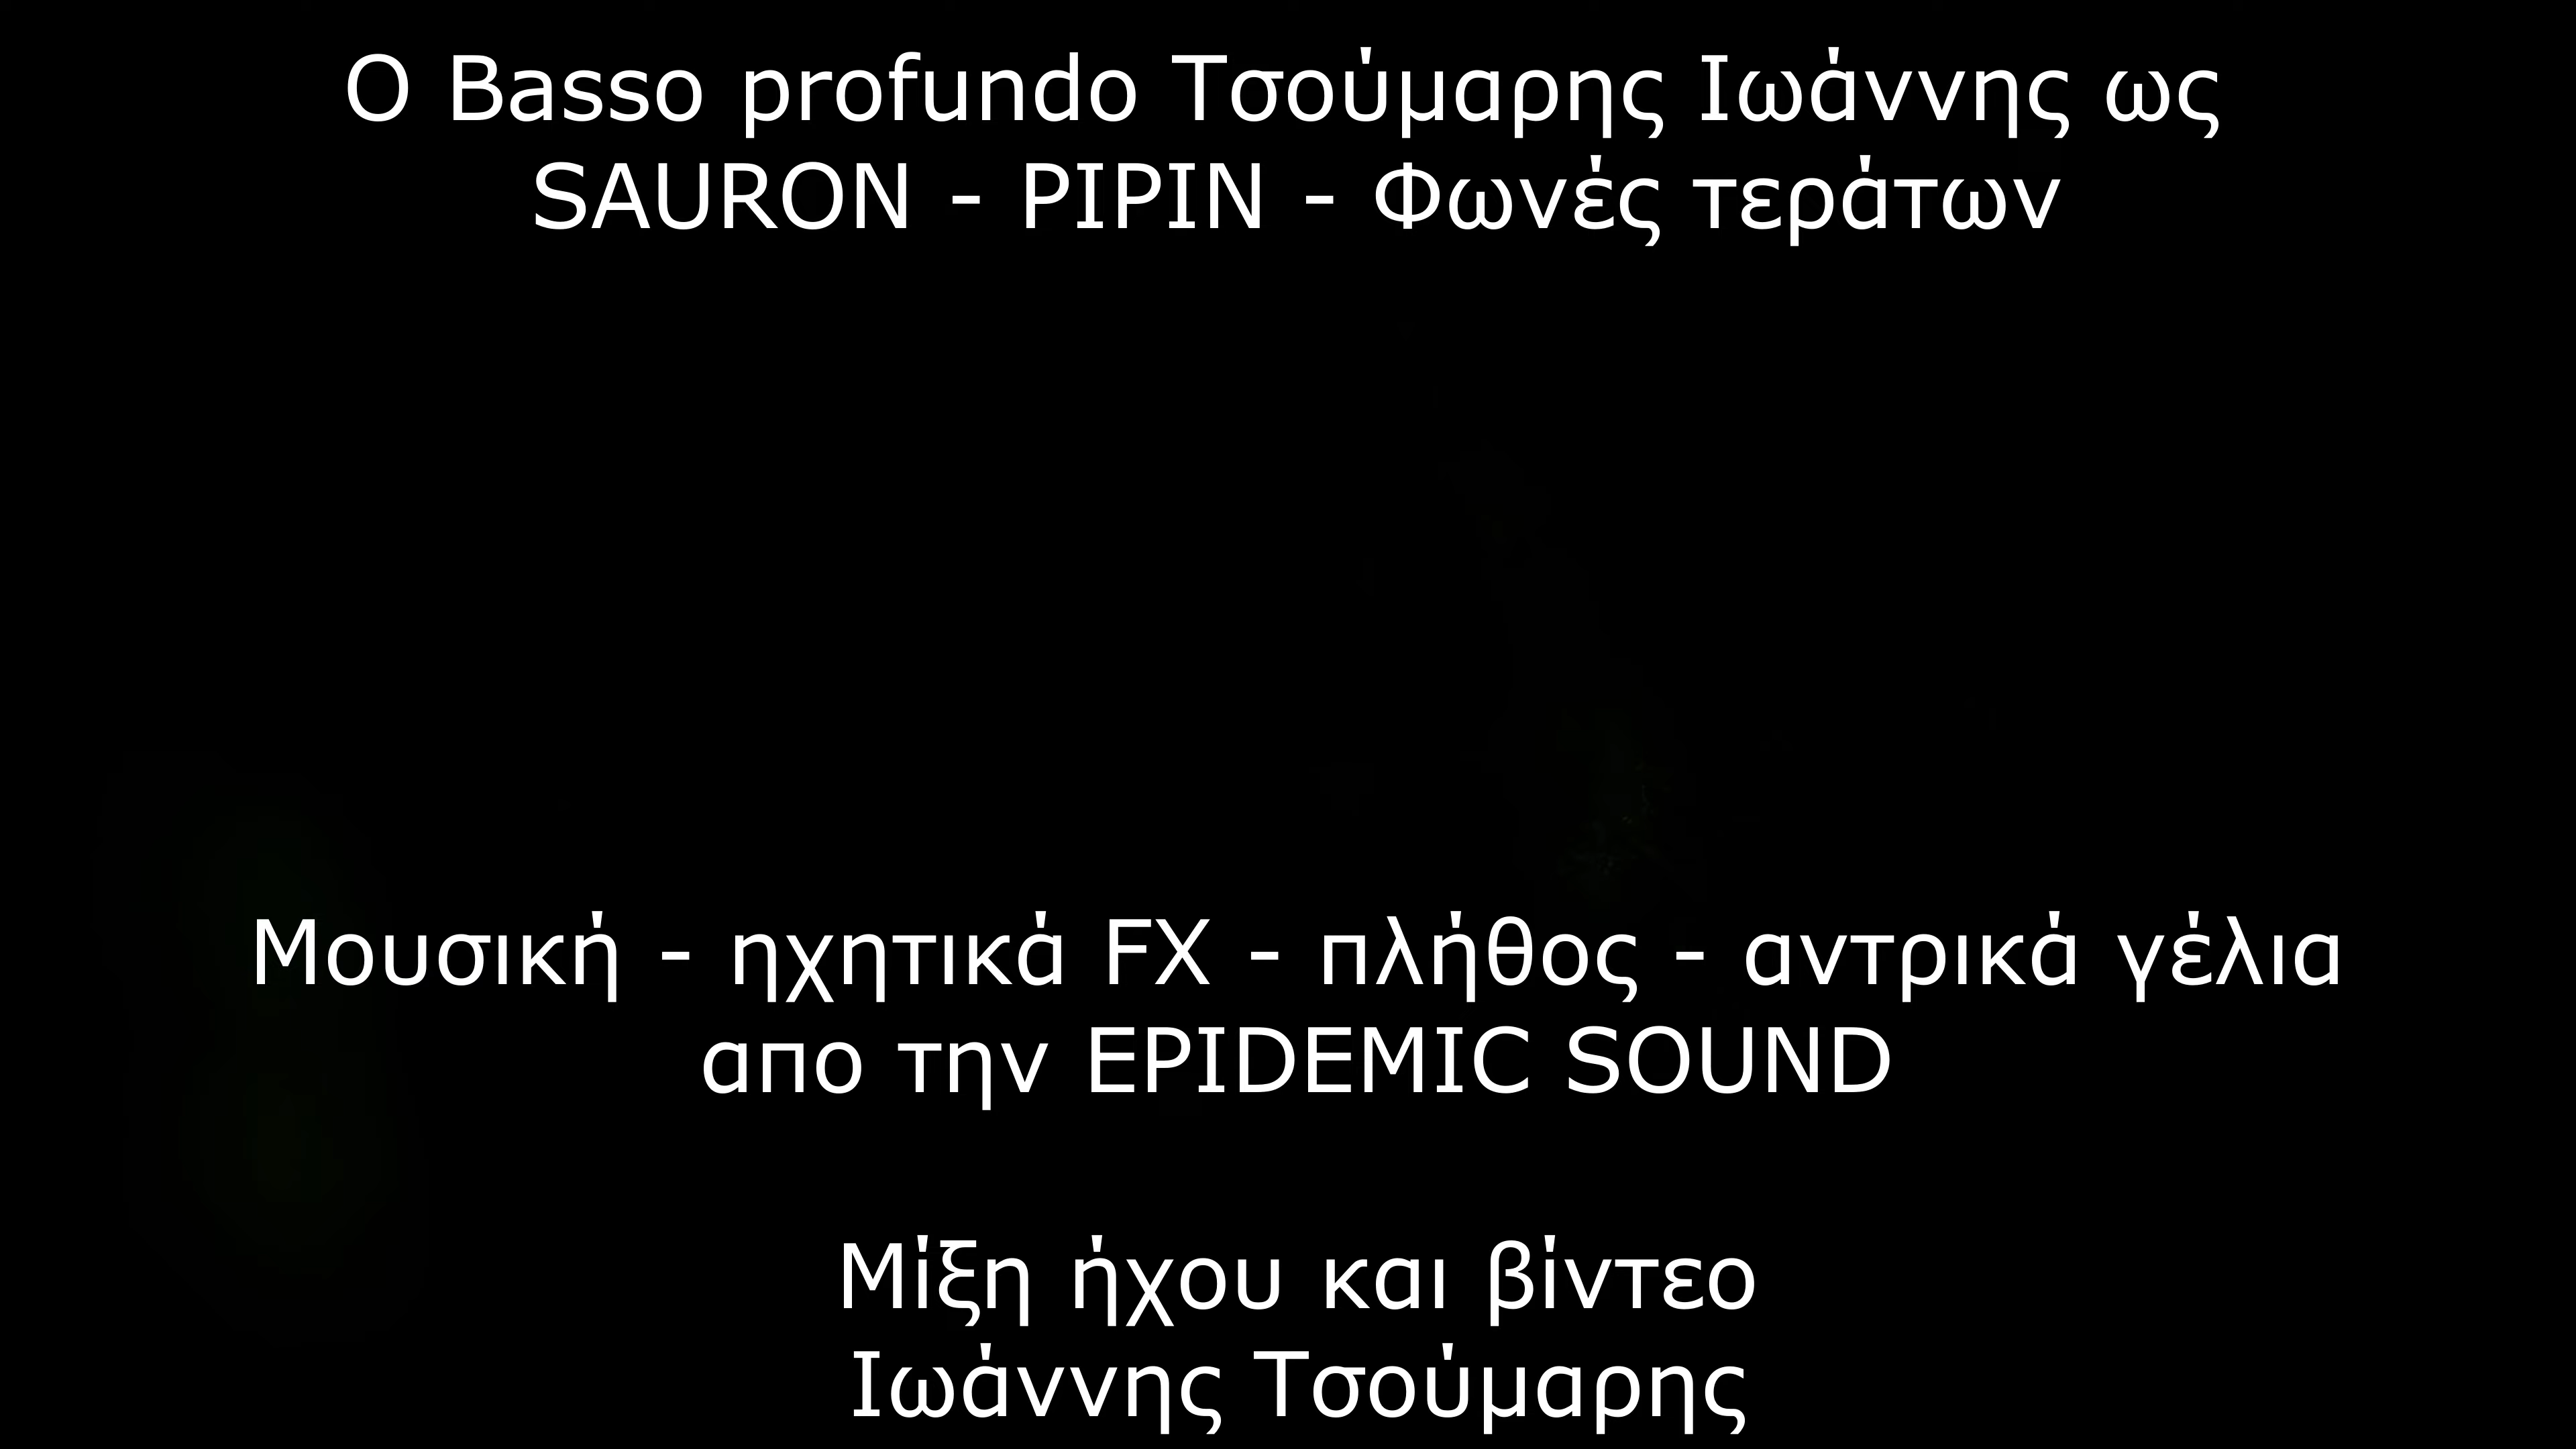 Ο Basso profundo Τσούμαρης Ιωάννης ως
SAURON - PIPIN - Φωνές τεράτων
Μουσική - ηχητικά FX - πλήθος - αντρικά γέλια
απο την EPIDEMIC SOUND
Μίξη ήχου και βίντεο
Ιωάννης Τσούμαρης